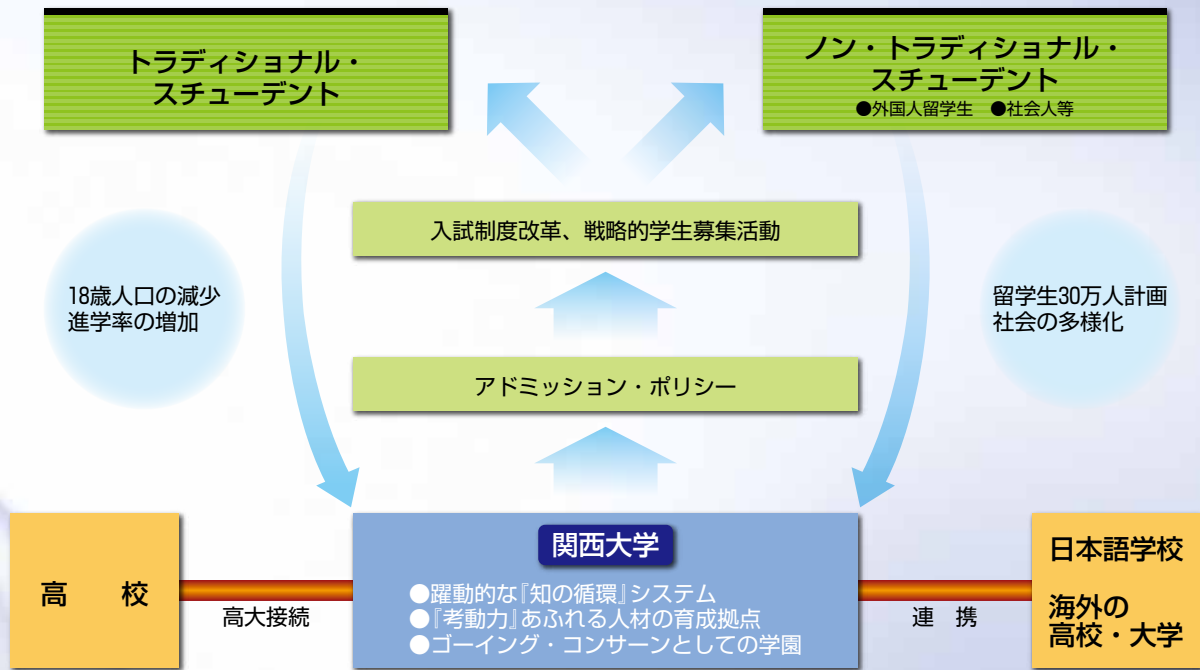 トラディショナル・
スチューデント
ノン・トラディショナル・
スチューデント
●外国人留学生 ●社会人等
入試制度改革、戦略的学生募集活動
18歳人口の減少
進学率の増加
留学生30万人計画
社会の多様化
アドミッション・ポリシー
高 校
高大接続
関西大学
●躍動的な『知の循環』システム
●『考動力』あふれる人材の育成拠点
●ゴーイング・コンサーンとしての学園
連 携
日本語学校
海外の
高校・大学